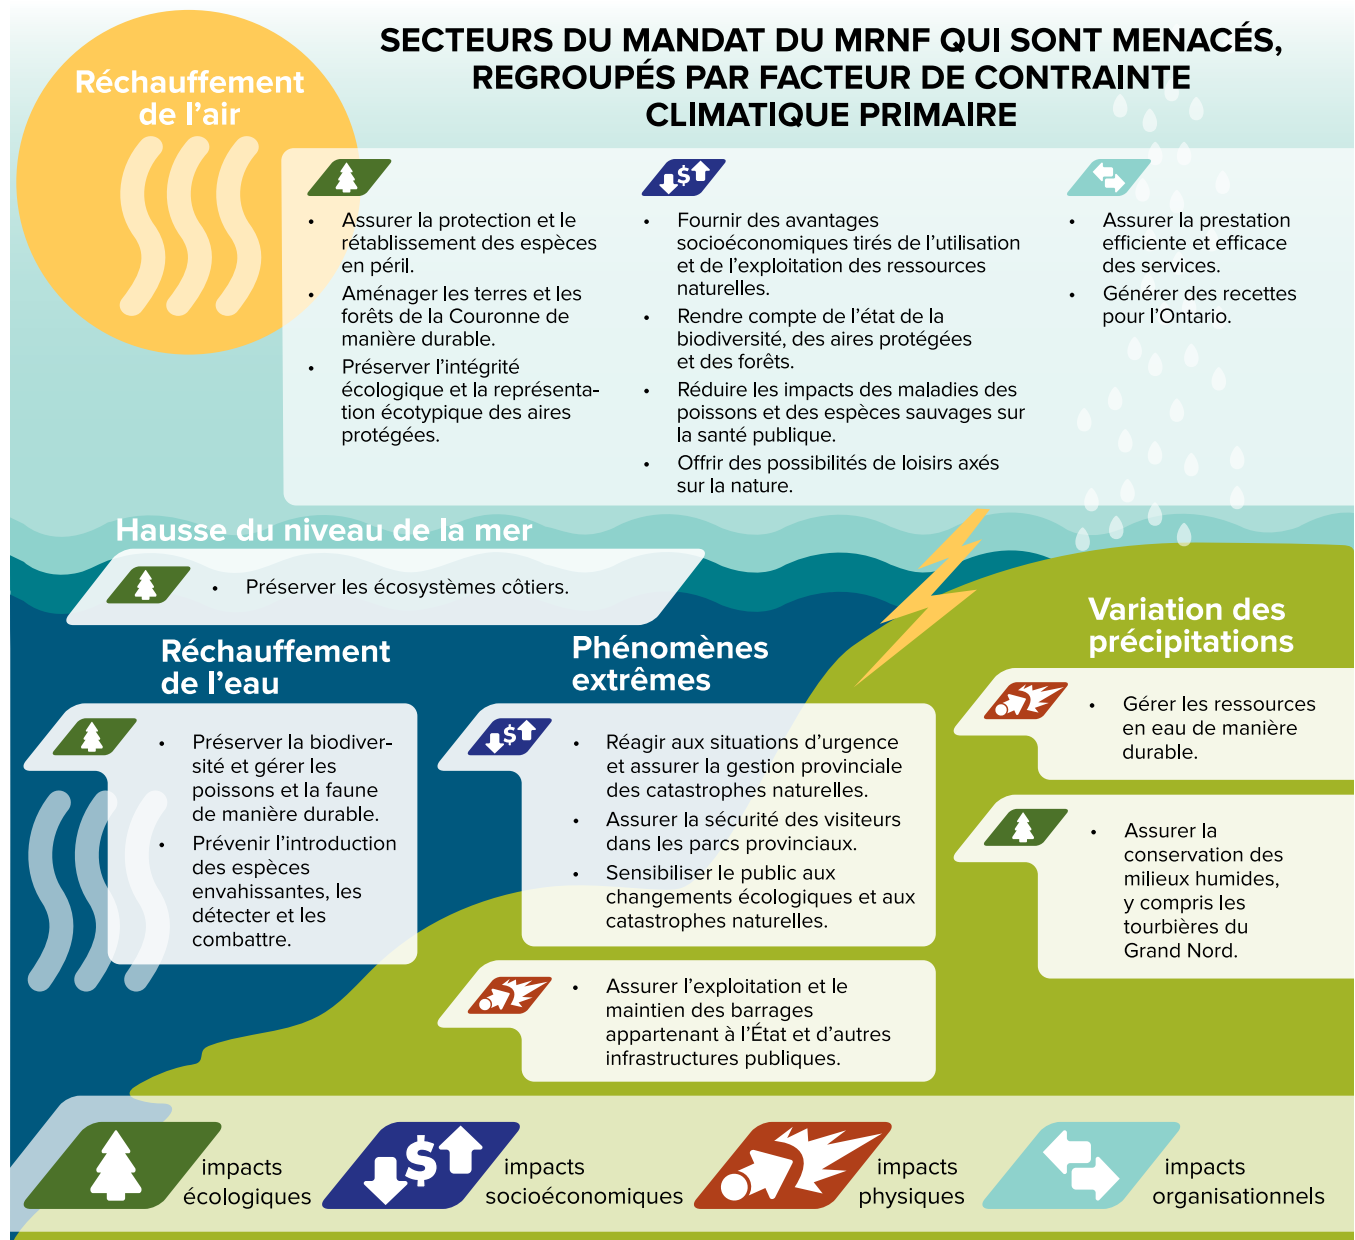 SECTEURS DU MANDAT DU MRNF QUI SONT MENACÉS,
REGROUPÉS PAR FACTEUR DE CONTRAINTE
CLIMATIQUE PRIMAIRE
Réchauffement
de l’air
• Assurer la protection et le
rétablissement des espèces
en péril.
• Aménager les terres et les
forêts de la Couronne de
manière durable.
• Préserver l’intégrité
écologique et la représenta-
tion écotypique des aires
protégées.
$
• Fournir des avantages
socioéconomiques tirés de l’utilisation
et de l’exploitation des ressources
naturelles.
• Rendre compte de l’état de la
biodiversité, des aires protégées
et des forêts.
• Réduire les impacts des maladies des
poissons et des espèces sauvages sur
la santé publique.
• Offrir des possibilités de loisirs axés
sur la nature.
• Assurer la prestation
efficiente et efficace
des services.
• Générer des recettes
pour l’Ontario.
Hausse du niveau de la mer
• Préserver les écosystèmes côtiers.
Réchauffement
de l’eau
• Préserver la biodiver-
sité et gérer les
poissons et la faune
de manière durable.
• Prévenir l’introduction
des espèces
envahissantes, les
détecter et les
combattre.
Phénomènes
extrêmes
$
• Réagir aux situations d’urgence
et assurer la gestion provinciale
des catastrophes naturelles.
• Assurer la sécurité des visiteurs
dans les parcs provinciaux.
• Sensibiliser le public aux
changements écologiques et aux
catastrophes naturelles.
• Assurer l’exploitation et le
maintien des barrages
appartenant à l’État et d’autres
infrastructures publiques.
Variation des
précipitations
• Gérer les ressources
en eau de manière
durable.
• Assurer la
conservation des
milieux humides,
y compris les
tourbières du
Grand Nord.
impacts
écologiques
$
impacts
socioéconomiques
impacts
physiques
impacts
organisationnels